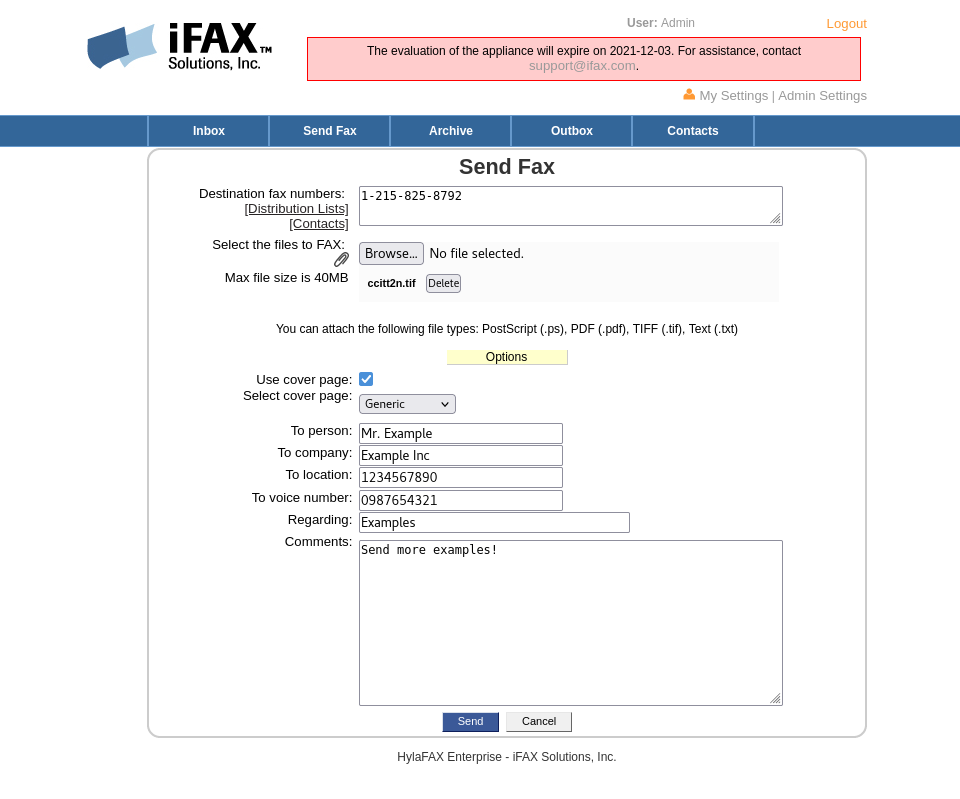 iFAX™
Solutions, Inc.
User: Admin
Logout
The evaluation of the appliance will expire on 2021-12-03. For assistance, contact
support@ifax.com.
My Settings | Admin Settings
Inbox Send Fax Archive Outbox Contacts
Send Fax
Destination fax numbers: 1-215-825-8792
[Distribution Lists]
[Contacts]
Select the files to FAX: Browse... No file selected.
Max file size is 40MB ccitt2n.tif Delete
You can attach the following file types: PostScript (.ps), PDF (.pdf), TIFF (.tif), Text (.txt)
Options
Use cover page:
Select cover page: Generic
To person: Mr. Example
To company: Example Inc
To location: 1234567890
To voice number: 0987654321
Regarding: Examples
Comments: Send more examples!
Send Cancel
HylaFAX Enterprise - iFAX Solutions, Inc.